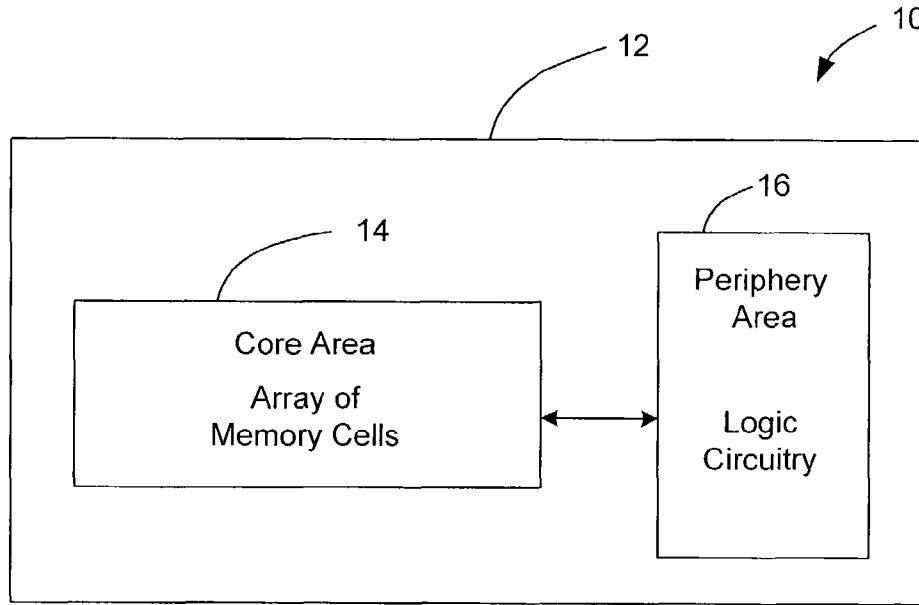 10
12
16
14
Periphery
Area
Core Area
Array of
Memory Cells
Logic
Circuitry